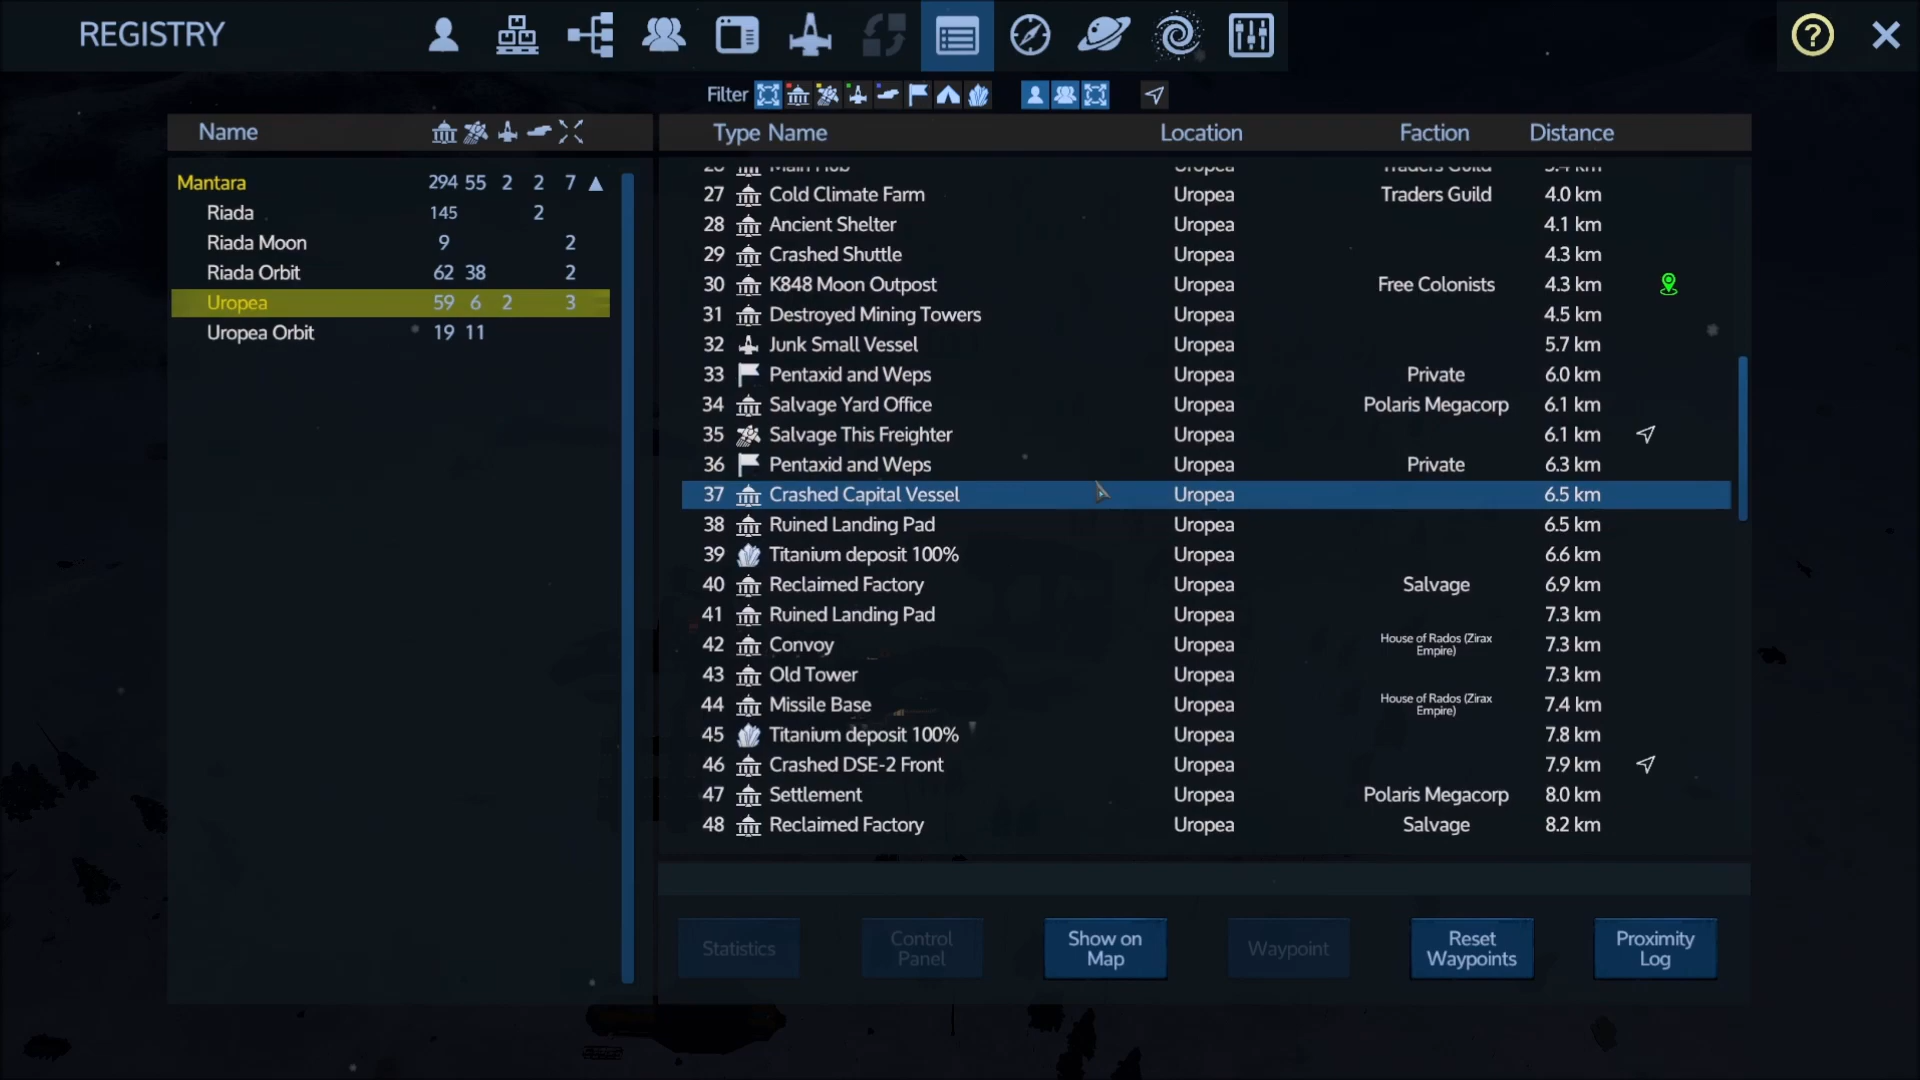 REGISTRY
?
Filter
Name
Type Name Location Faction Distance
Mantara 294 55 2 2 7
Riada 145 2
Riada Moon 9 2
Riada Orbit 62 38 2
Uropea 59 6 2 3
Uropea Orbit 19 11
Main Hub Uropea Traders Guild
27 Cold Climate Farm Uropea Traders Guild 4.0 km
28 Ancient Shelter Uropea 4.1 km
29 Crashed Shuttle Uropea 4.3 km
30 K848 Moon Outpost Uropea Free Colonists 4.3 km
31 Destroyed Mining Towers Uropea 4.5 km
32 Junk Small Vessel Uropea 5.7 km
33 Pentaxid and Weps Uropea Private 6.0 km
34 Salvage Yard Office Uropea Polaris Megacorp 6.1 km
35 Salvage This Freighter Uropea 6.1 km
36 Pentaxid and Weps Uropea Private 6.3 km
37 Crashed Capital Vessel Uropea 6.5 km
38 Ruined Landing Pad Uropea 6.5 km
39 Titanium deposit 100% Uropea 6.6 km
40 Reclaimed Factory Uropea Salvage 6.9 km
41 Ruined Landing Pad Uropea 7.3 km
42 Convoy Uropea House of Rados (Zirax Empire) 7.3 km
43 Old Tower Uropea 7.3 km
44 Missile Base Uropea House of Rados (Zirax Empire) 7.4 km
45 Titanium deposit 100% Uropea 7.8 km
46 Crashed DSE-2 Front Uropea 7.9 km
47 Settlement Uropea Polaris Megacorp 8.0 km
48 Reclaimed Factory Uropea Salvage 8.2 km
Statistics
Control
Panel
Show on
Map
Waypoint
Reset
Waypoints
Proximity
Log